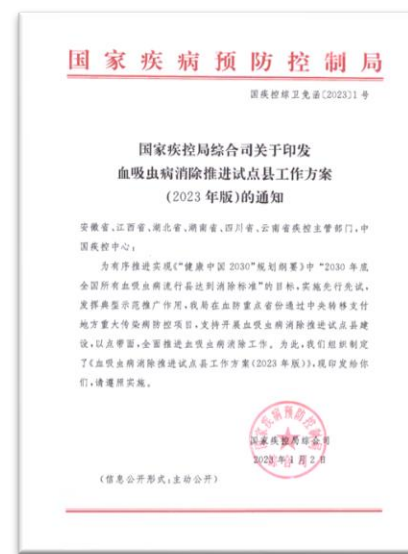 国家疾病预防控制局
国疾控综卫免函〔2023〕1号
国家疾控局综合司关于印发
血吸虫病消除推进试点县工作方案
(2023年版)的通知
安徽省、江西省、湖北省、湖南省、四川省、云南省疾控主管部门,中
国疾控中心:
为有序推进实现《“健康中国2030”规划纲要》中“2030年底
全国所有血吸虫病流行县达到消除标准”的目标,实施先行先试,
发挥典型示范推广作用,我局在血防重点省份通过中央转移支付
地方重大传染病防控项目,支持开展血吸虫病消除推进试点县建
设,以点带面,全面推进血吸虫病消除工作。为此,我们组织制定
了《血吸虫病消除推进试点县工作方案(2023年版)》,现印发给你
们,请遵照实施。
国家疾控局综合司
2023年1月2日
(信息公开形式:主动公开)